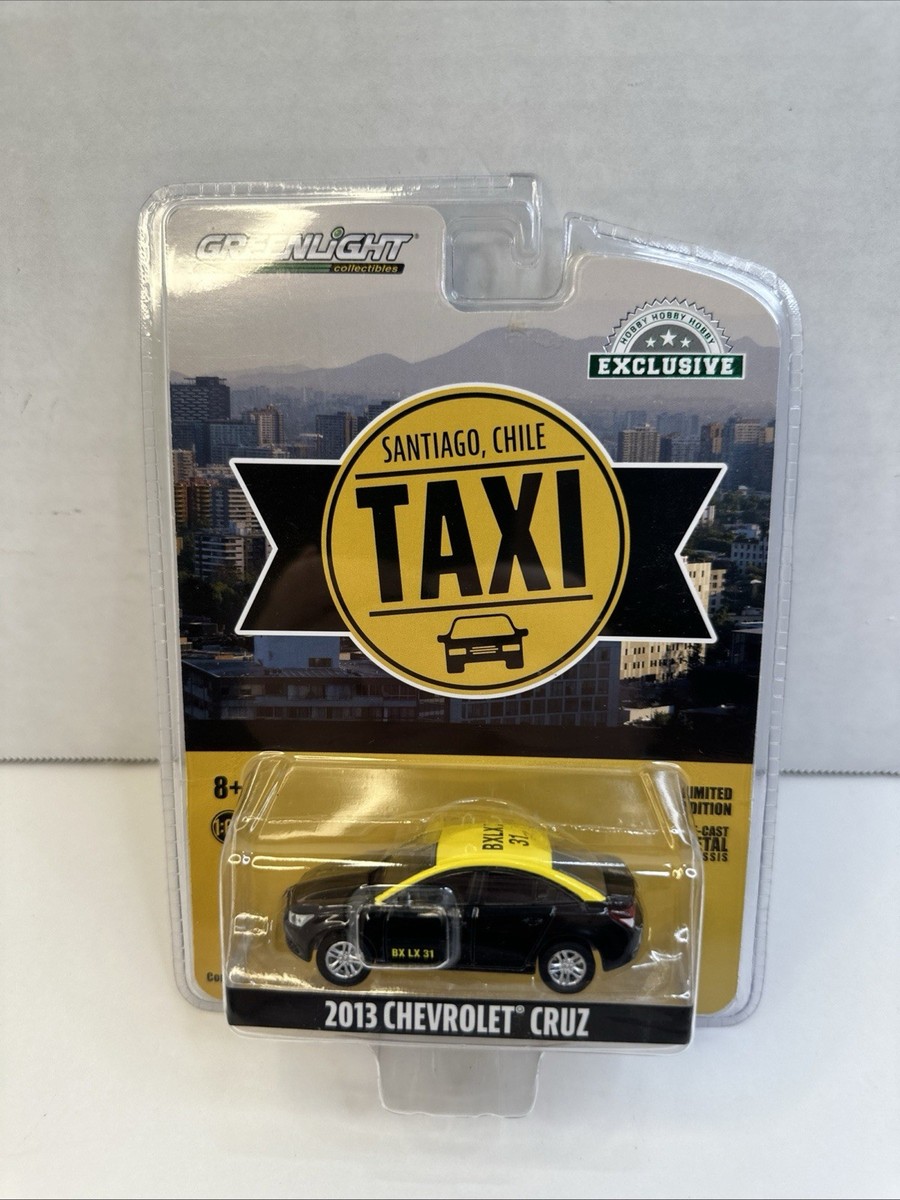 GREENLiGHT®
collectibles
HOBBY HOBBY HOBBY
EXCLUSIVE
SANTIAGO, CHILE
TAXI
8+
LIMITED
EDITION
METAL
BXLX
31
BX LX 31
2013 CHEVROLET® CRUZ